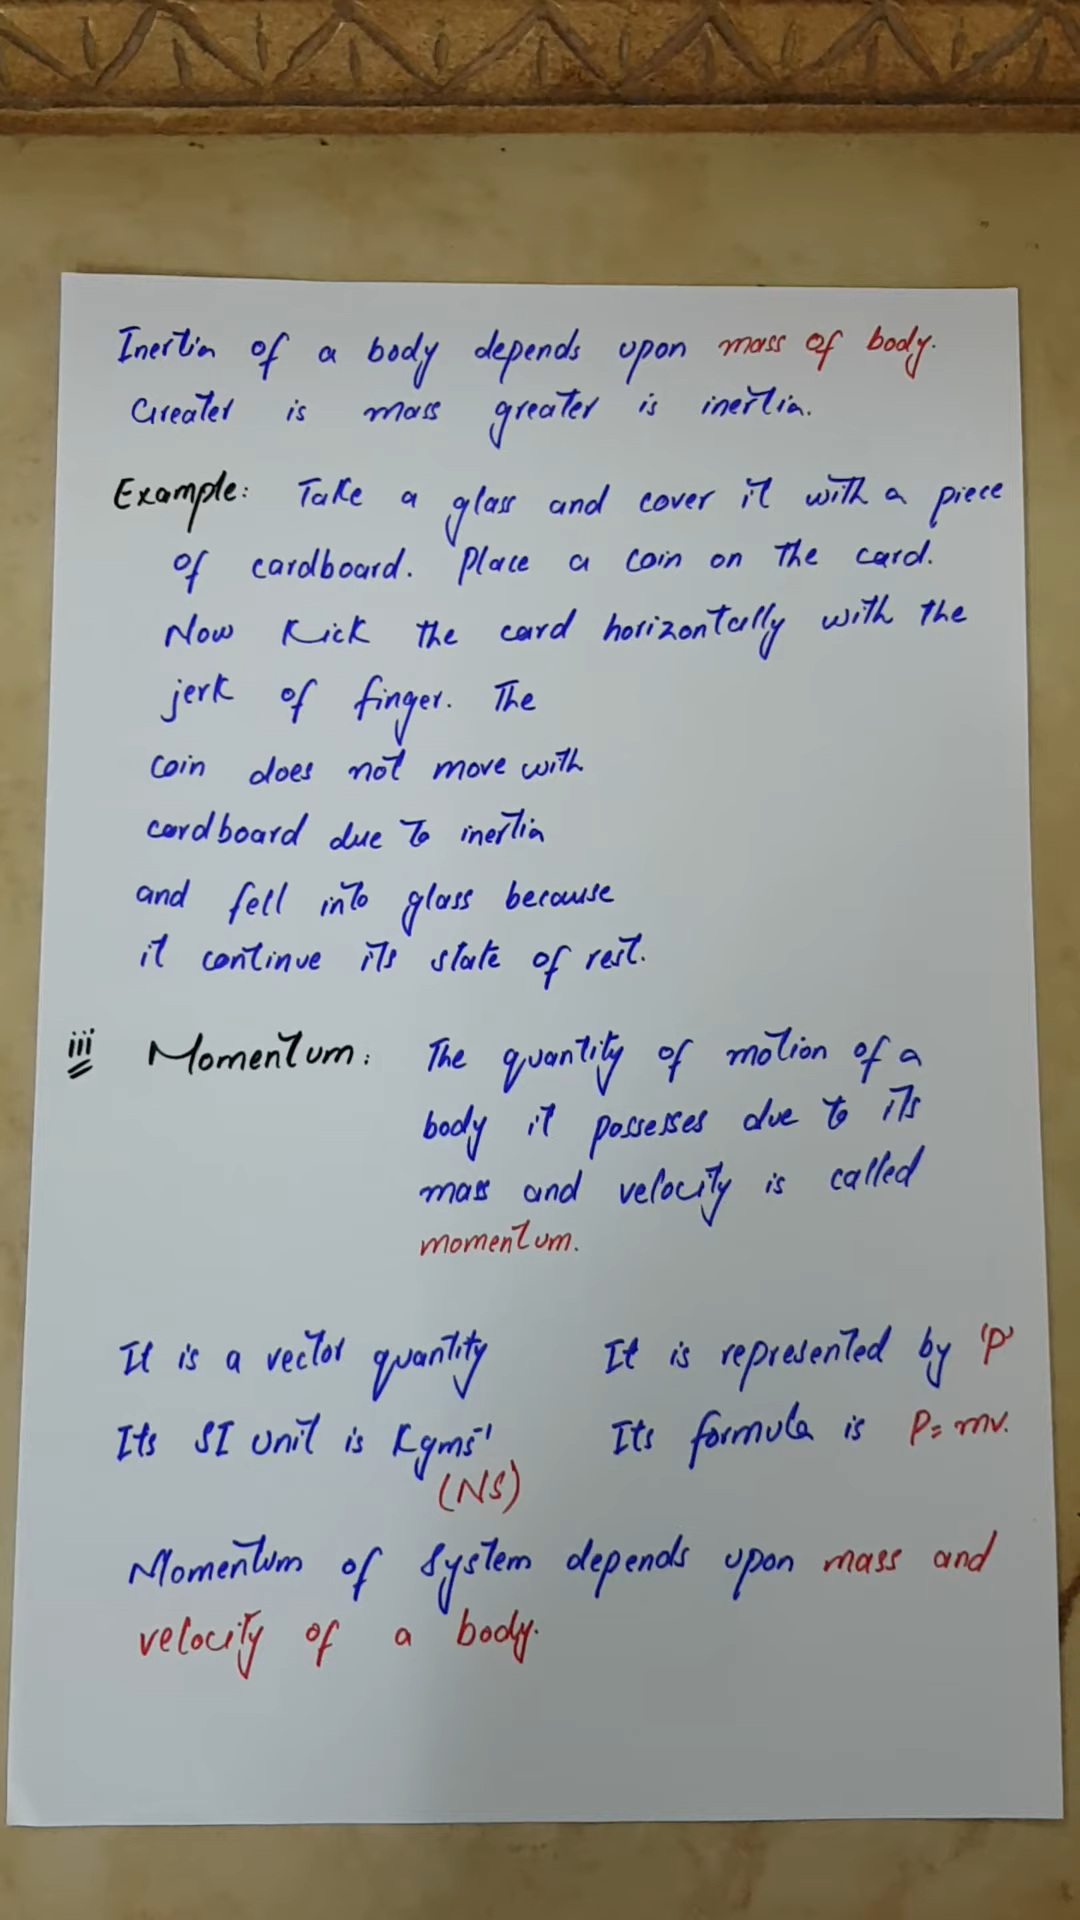 Inertia of a body depends upon mass of body.
Greater is mass greater is inertia.
Example: Take a glass and cover it with a piece
of cardboard. Place a coin on the card.
Now Kick the card horizontally with the
jerk of finger. The
coin does not move with
cardboard due to inertia
and fell into glass because
it continue its state of rest.
iii Momentum: The quantity of motion of a
body it possesses due to its
mass and velocity is called
momentum.
It is a vector quantity It is represented by 'P'
Its SI unit is Kgms⁻¹ Its formula is P= mv.
(NS)
Momentum of system depends upon mass and
velocity of a body.